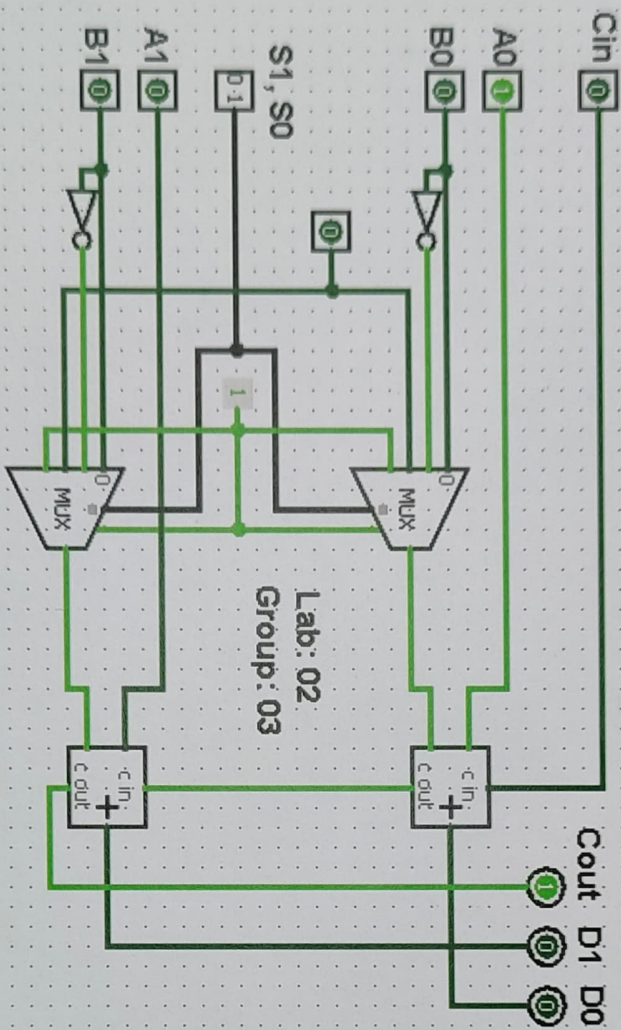 Cin
0
A0
1
B0
0
0
S1, S0
0 1
A1
0
B1
0
1
0
MUX
0
MUX
Lab: 02
Group: 03
c in
+
c out
c in
+
c out
Cout D1 D0
1 0 0